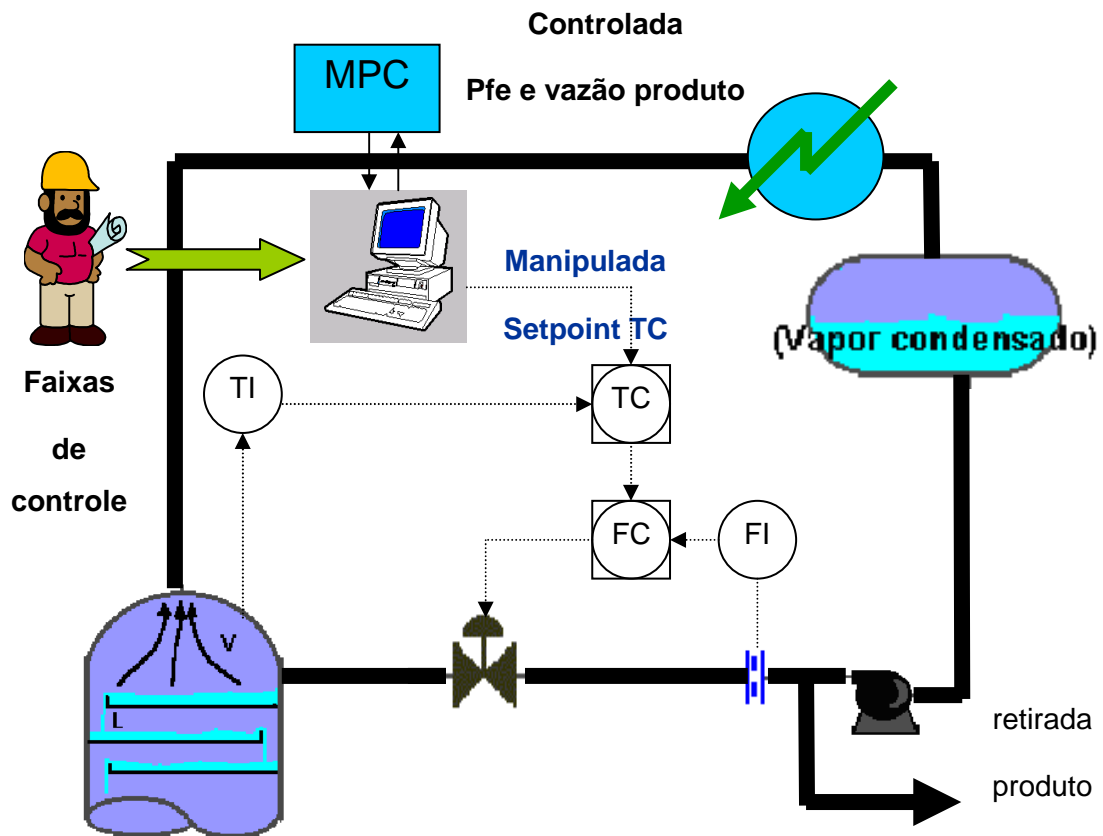 Controlada
MPC
Pfe e vazão produto
Manipulada
Setpoint TC
(Vapor condensado)
Faixas
de
controle
TI
TC
FC
FI
V
L
retirada
produto